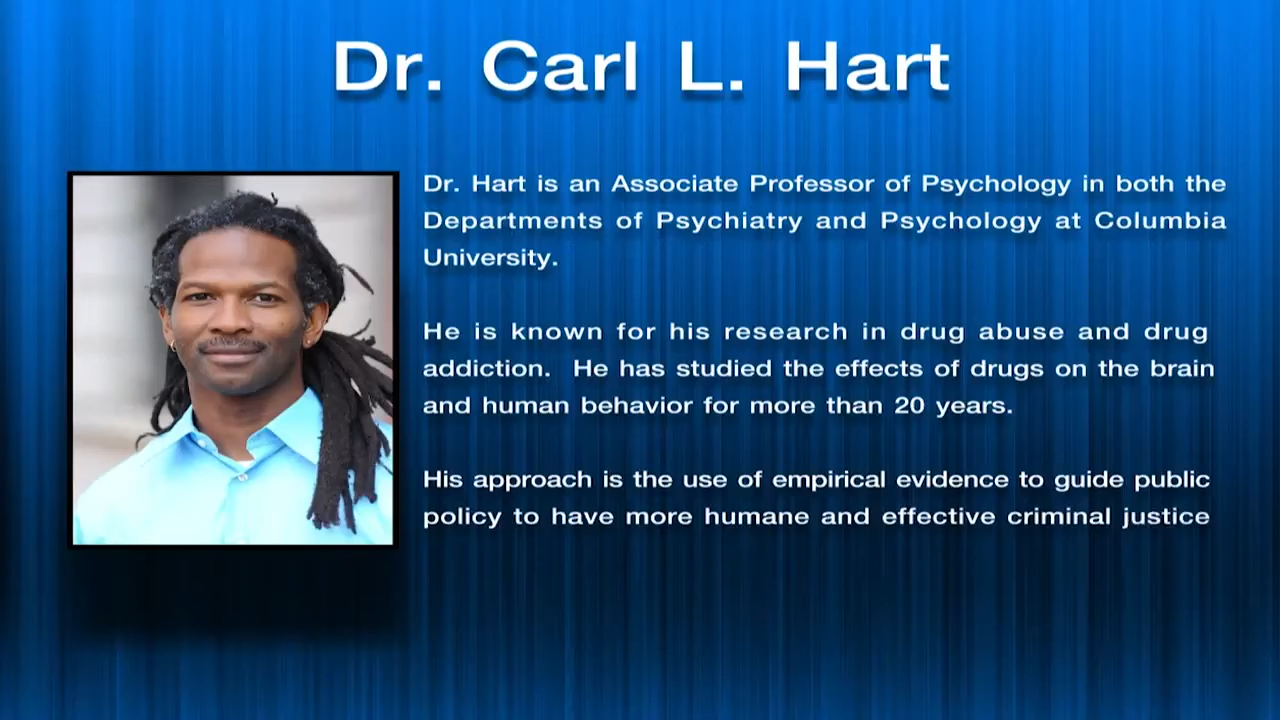 Dr. Carl L. Hart
Dr. Hart is an Associate Professor of Psychology in both the
Departments of Psychiatry and Psychology at Columbia
University.
He is known for his research in drug abuse and drug
addiction. He has studied the effects of drugs on the brain
and human behavior for more than 20 years.
His approach is the use of empirical evidence to guide public
policy to have more humane and effective criminal justice